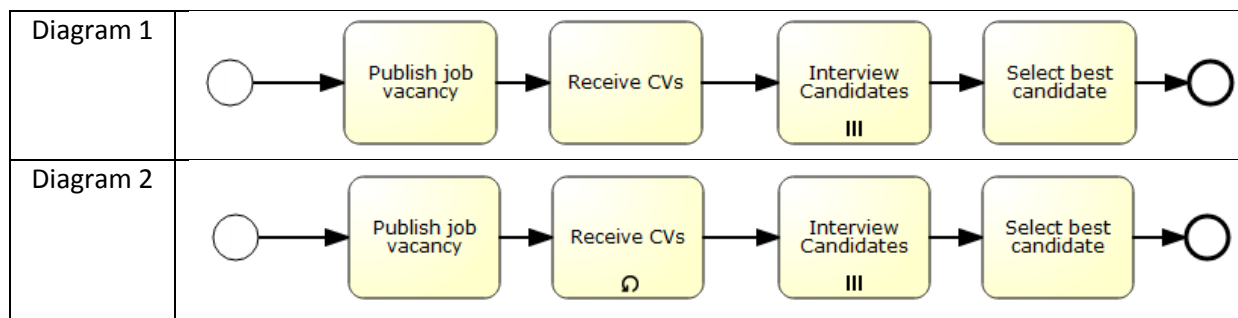 Diagram 1
Publish job
vacancy
Receive CVs
Interview
Candidates
Select best
candidate
Diagram 2
Publish job
vacancy
Receive CVs
Interview
Candidates
Select best
candidate